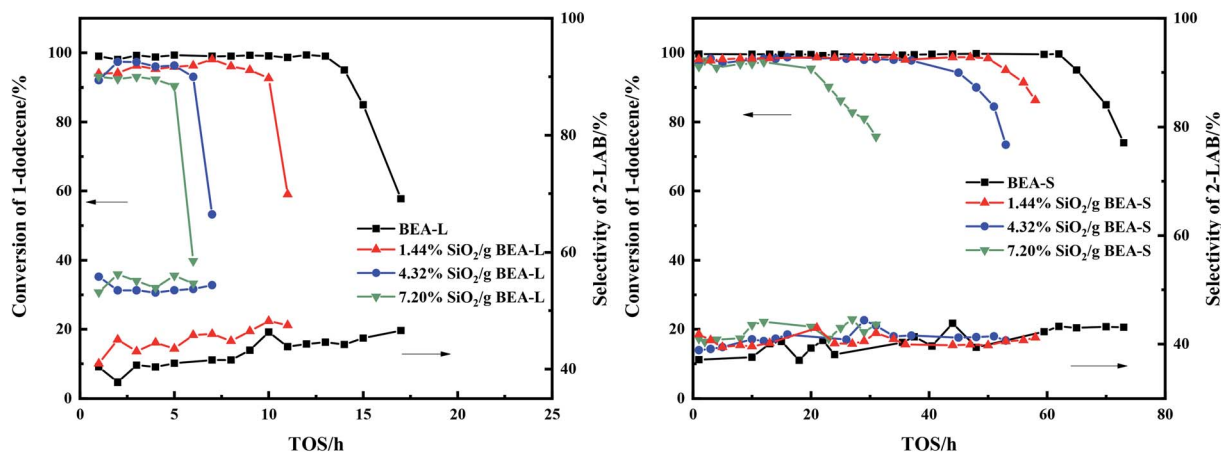 100
80
60
40
20
0
Conversion of 1-dodecene/%
100
80
60
40
Selectivity of 2-LAB/%
BEA-L
1.44% SiO₂/g BEA-L
4.32% SiO₂/g BEA-L
7.20% SiO₂/g BEA-L
0 5 10 15 20 25
TOS/h
100
80
60
40
20
0
Conversion of 1-dodecene/%
100
80
60
40
Selectivity of 2-LAB/%
BEA-S
1.44% SiO₂/g BEA-S
4.32% SiO₂/g BEA-S
7.20% SiO₂/g BEA-S
0 20 40 60 80
TOS/h